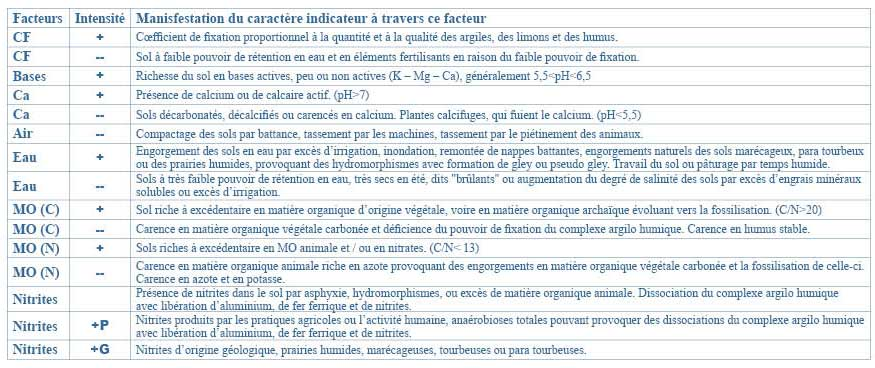 Facteurs Intensité Manisfestation du caractère indicateur à travers ce facteur
CF + Cœfficient de fixation proportionnel à la quantité et à la qualité des argiles, des limons et des humus.
CF -- Sol à faible pouvoir de rétention en eau et en éléments fertilisants en raison du faible pouvoir de fixation.
Bases + Richesse du sol en bases actives, peu ou non actives (K – Mg – Ca), généralement 5,5<pH<6,5
Ca + Présence de calcium ou de calcaire actif. (pH>7)
Ca -- Sols décarbonatés, décalcifiés ou carencés en calcium. Plantes calcifuges, qui fuient le calcium. (pH<5,5)
Air -- Compactage des sols par battance, tassement par les machines, tassement par le piétinement des animaux.
Eau + Engorgement des sols en eau par excès d'irrigation, inondation, remontée de nappes battantes, engorgements naturels des sols marécageux, para tourbeux
ou des prairies humides, provoquant des hydromorphismes avec formation de gley ou pseudo gley. Travail du sol ou pâturage par temps humide.
Eau -- Sols à très faible pouvoir de rétention en eau, très secs en été, dits "brûlants" ou augmentation du degré de salinité des sols par excès d'engrais minéraux
solubles ou excès d'irrigation.
MO (C) + Sol riche à excédentaire en matière organique d'origine végétale, voire en matière organique archaïque évoluant vers la fossilisation. (C/N>20)
MO (C) -- Carence en matière organique végétale carbonée et déficience du pouvoir de fixation du complexe argilo humique. Carence en humus stable.
MO (N) + Sols riches à excédentaire en MO animale et / ou en nitrates. (C/N< 13)
MO (N) -- Carence en matière organique animale riche en azote provoquant des engorgements en matière organique végétale carbonée et la fossilisation de celle-ci.
Carence en azote et en potasse.
Nitrites Présence de nitrites dans le sol par asphyxie, hydromorphismes, ou excès de matière organique animale. Dissociation du complexe argilo humique
avec libération d'aluminium, de fer ferrique et de nitrites.
Nitrites +P Nitrites produits par les pratiques agricoles ou l'activité humaine, anaérobioses totales pouvant provoquer des dissociations du complexe argilo humique
avec libération d'aluminium, de fer ferrique et de nitrites.
Nitrites +G Nitrites d'origine géologique, prairies humides, marécageuses, tourbeuses ou para tourbeuses.